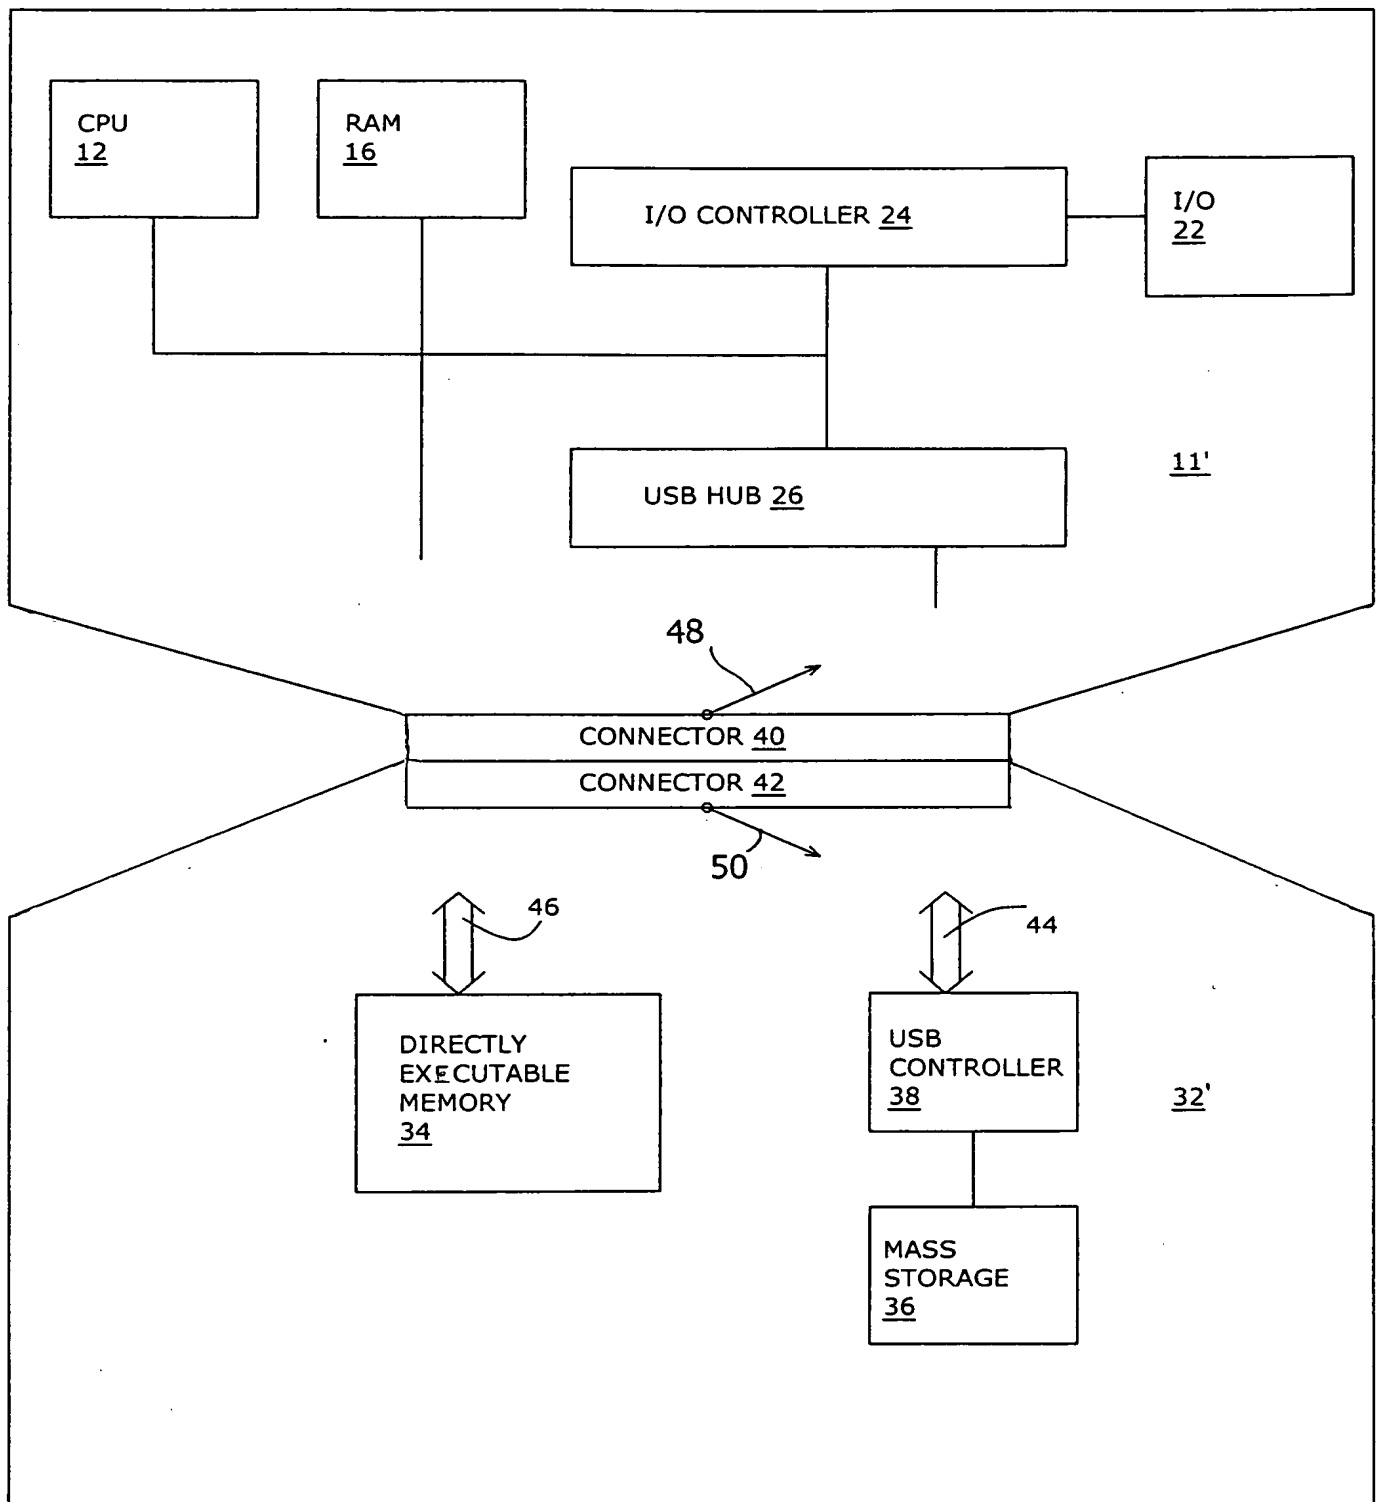 CPU
12
RAM
16
I/O CONTROLLER 24
I/O
22
USB HUB 26
11'
48
CONNECTOR 40
CONNECTOR 42
50
46
44
DIRECTLY
EXECUTABLE
MEMORY
34
USB
CONTROLLER
38
32'
MASS
STORAGE
36